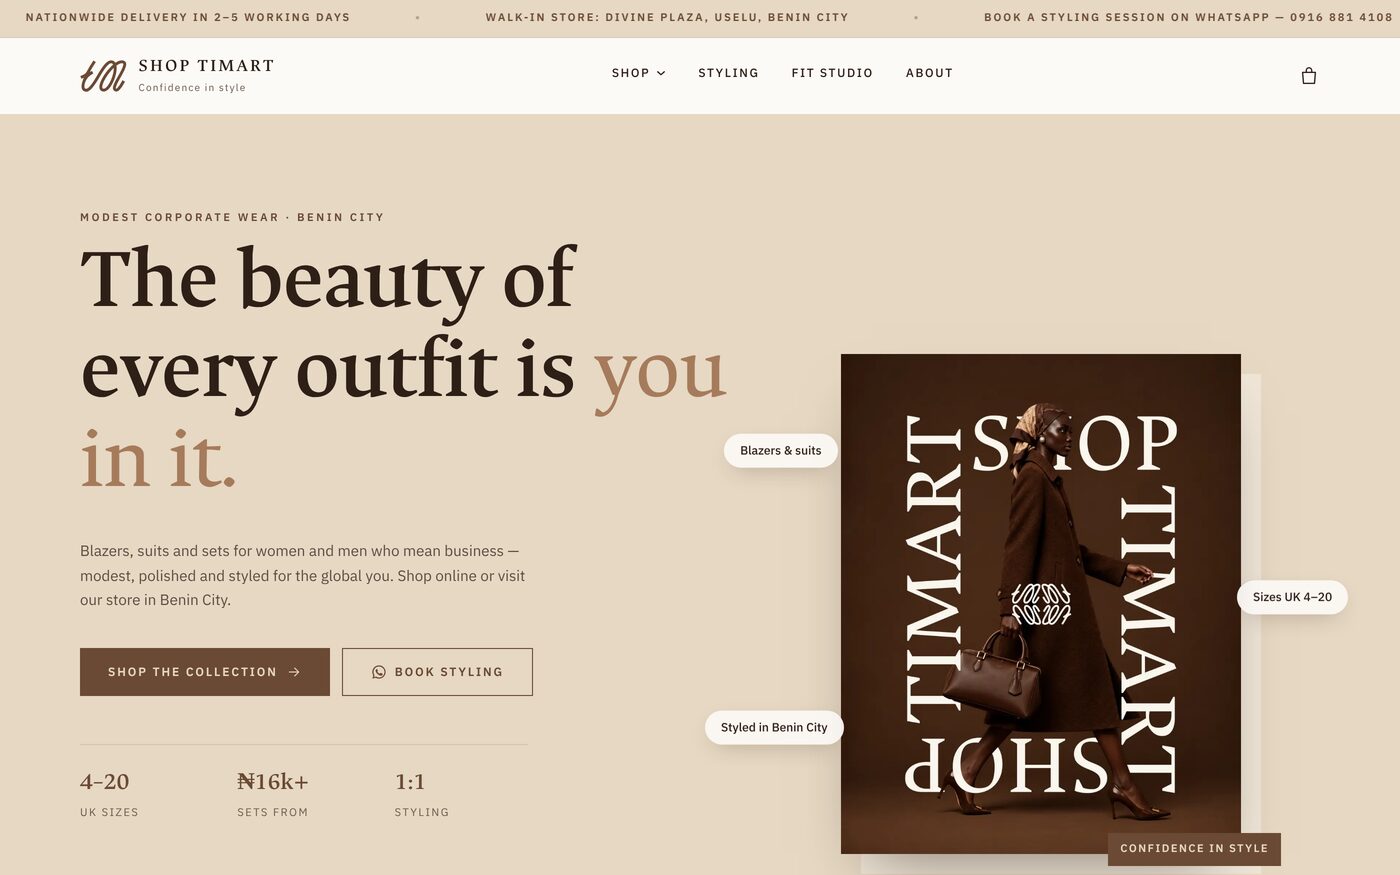 NATIONWIDE DELIVERY IN 2–5 WORKING DAYS • WALK-IN STORE: DIVINE PLAZA, USELU, BENIN CITY • BOOK A STYLING SESSION ON WHATSAPP — 0916 881 4108
SHOP TIMART
Confidence in style
SHOP STYLING FIT STUDIO ABOUT
MODEST CORPORATE WEAR · BENIN CITY
The beauty of
every outfit is you
in it.
Blazers, suits and sets for women and men who mean business —
modest, polished and styled for the global you. Shop online or visit
our store in Benin City.
SHOP THE COLLECTION →
BOOK STYLING
4–20
UK SIZES
₦16k+
SETS FROM
1:1
STYLING
SHOP
TIMART
SHOP
TIMART
Blazers & suits
Sizes UK 4–20
Styled in Benin City
CONFIDENCE IN STYLE